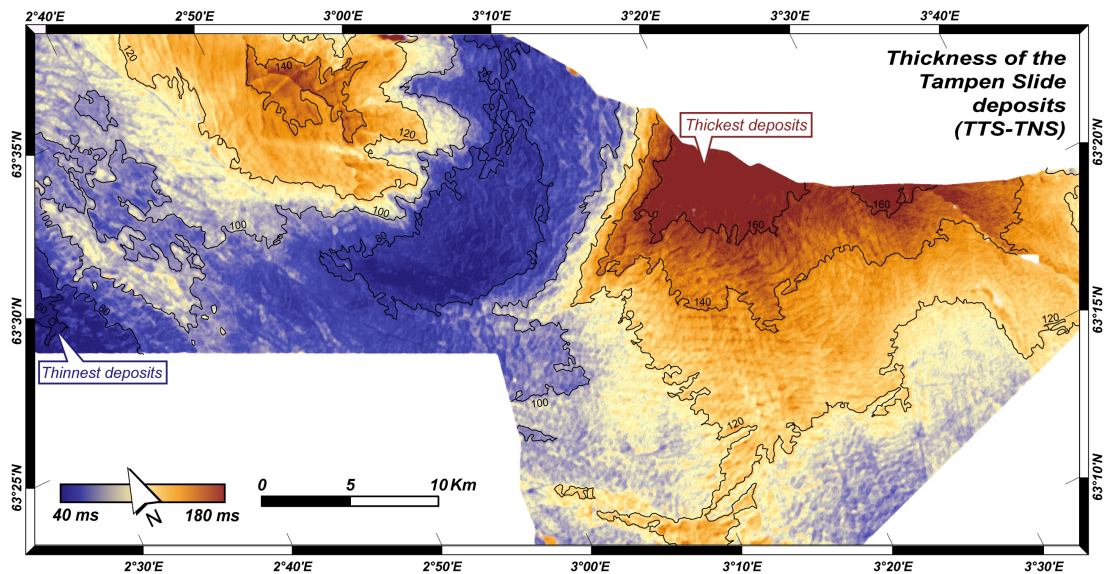 2°40'E 2°50'E 3°00'E 3°10'E 3°20'E 3°30'E 3°40'E
Thickness of the
Tampen Slide
deposits
(TTS-TNS)
Thickest deposits
120
140
80
120
63°35'N
63°20'N
100
160
160
100
100
80
140
63°30'N
80
63°15'N
120
Thinnest deposits
100
120
63°25'N
63°10'N
40 ms 180 ms
N
0 5 10 Km
2°30'E 2°40'E 2°50'E 3°00'E 3°10'E 3°20'E 3°30'E